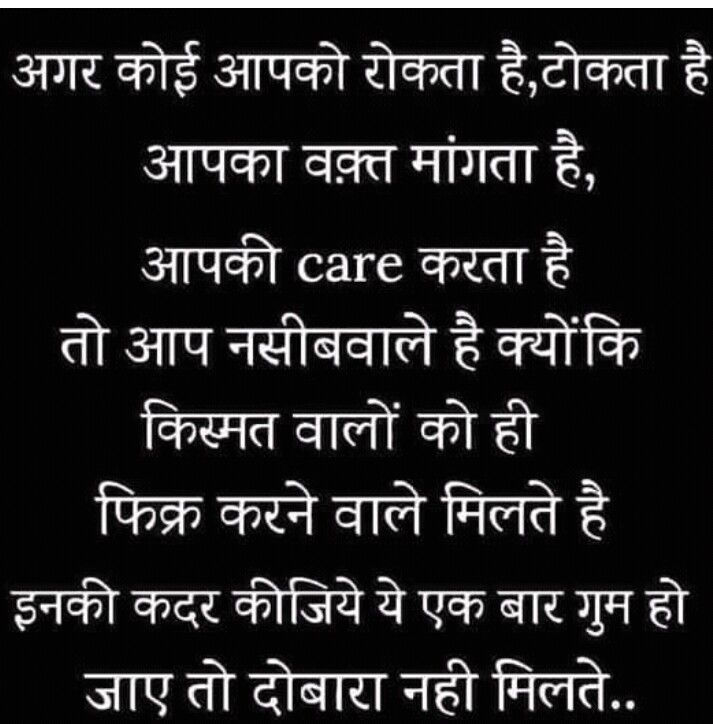 अगर कोई आपको रोकता है,टोकता है
आपका वक़्त मांगता है,
आपकी care करता है
तो आप नसीबवाले है क्योंकि
किस्मत वालों को ही
फिक्र करने वाले मिलते है
इनकी कदर कीजिये ये एक बार गुम हो
जाए तो दोबारा नही मिलते..